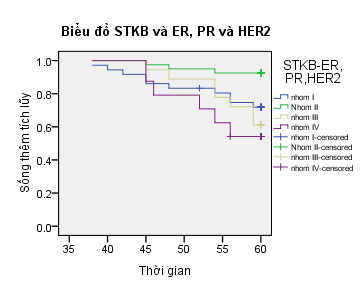 Biểu đồ STKB và ER, PR và HER2
STKB-ER,
PR,HER2
nhom I
Nhom II
nhom III
nhom IV
nhom I-censored
Nhom II-censored
nhom III-censored
nhom IV-censored
Sống thêm tích lũy
1.0
0.8
0.6
0.4
0.2
0.0
35 40 45 50 55 60
Thời gian